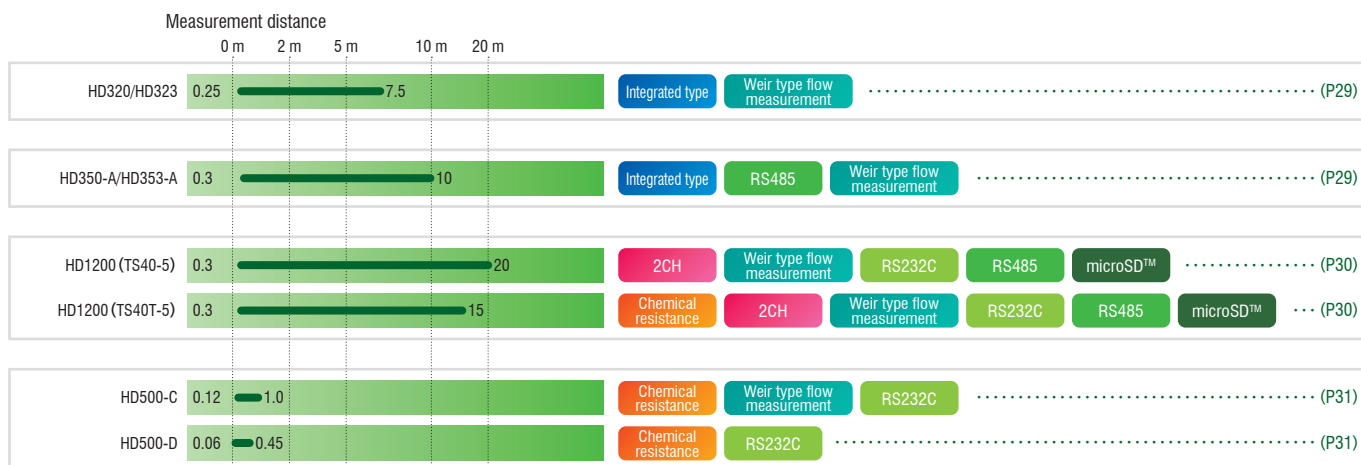 Measurement distance
0 m 2 m 5 m 10 m 20 m
HD320/HD323 0.25 7.5 Integrated type Weir type flow measurement (P29)
HD350-A/HD353-A 0.3 10 Integrated type RS485 Weir type flow measurement (P29)
HD1200 (TS40-5) 0.3 20 2CH Weir type flow measurement RS232C RS485 microSD™ (P30)
HD1200 (TS40T-5) 0.3 15 Chemical resistance 2CH Weir type flow measurement RS232C RS485 microSD™ (P30)
HD500-C 0.12 1.0 Chemical resistance Weir type flow measurement RS232C (P31)
HD500-D 0.06 0.45 Chemical resistance RS232C (P31)